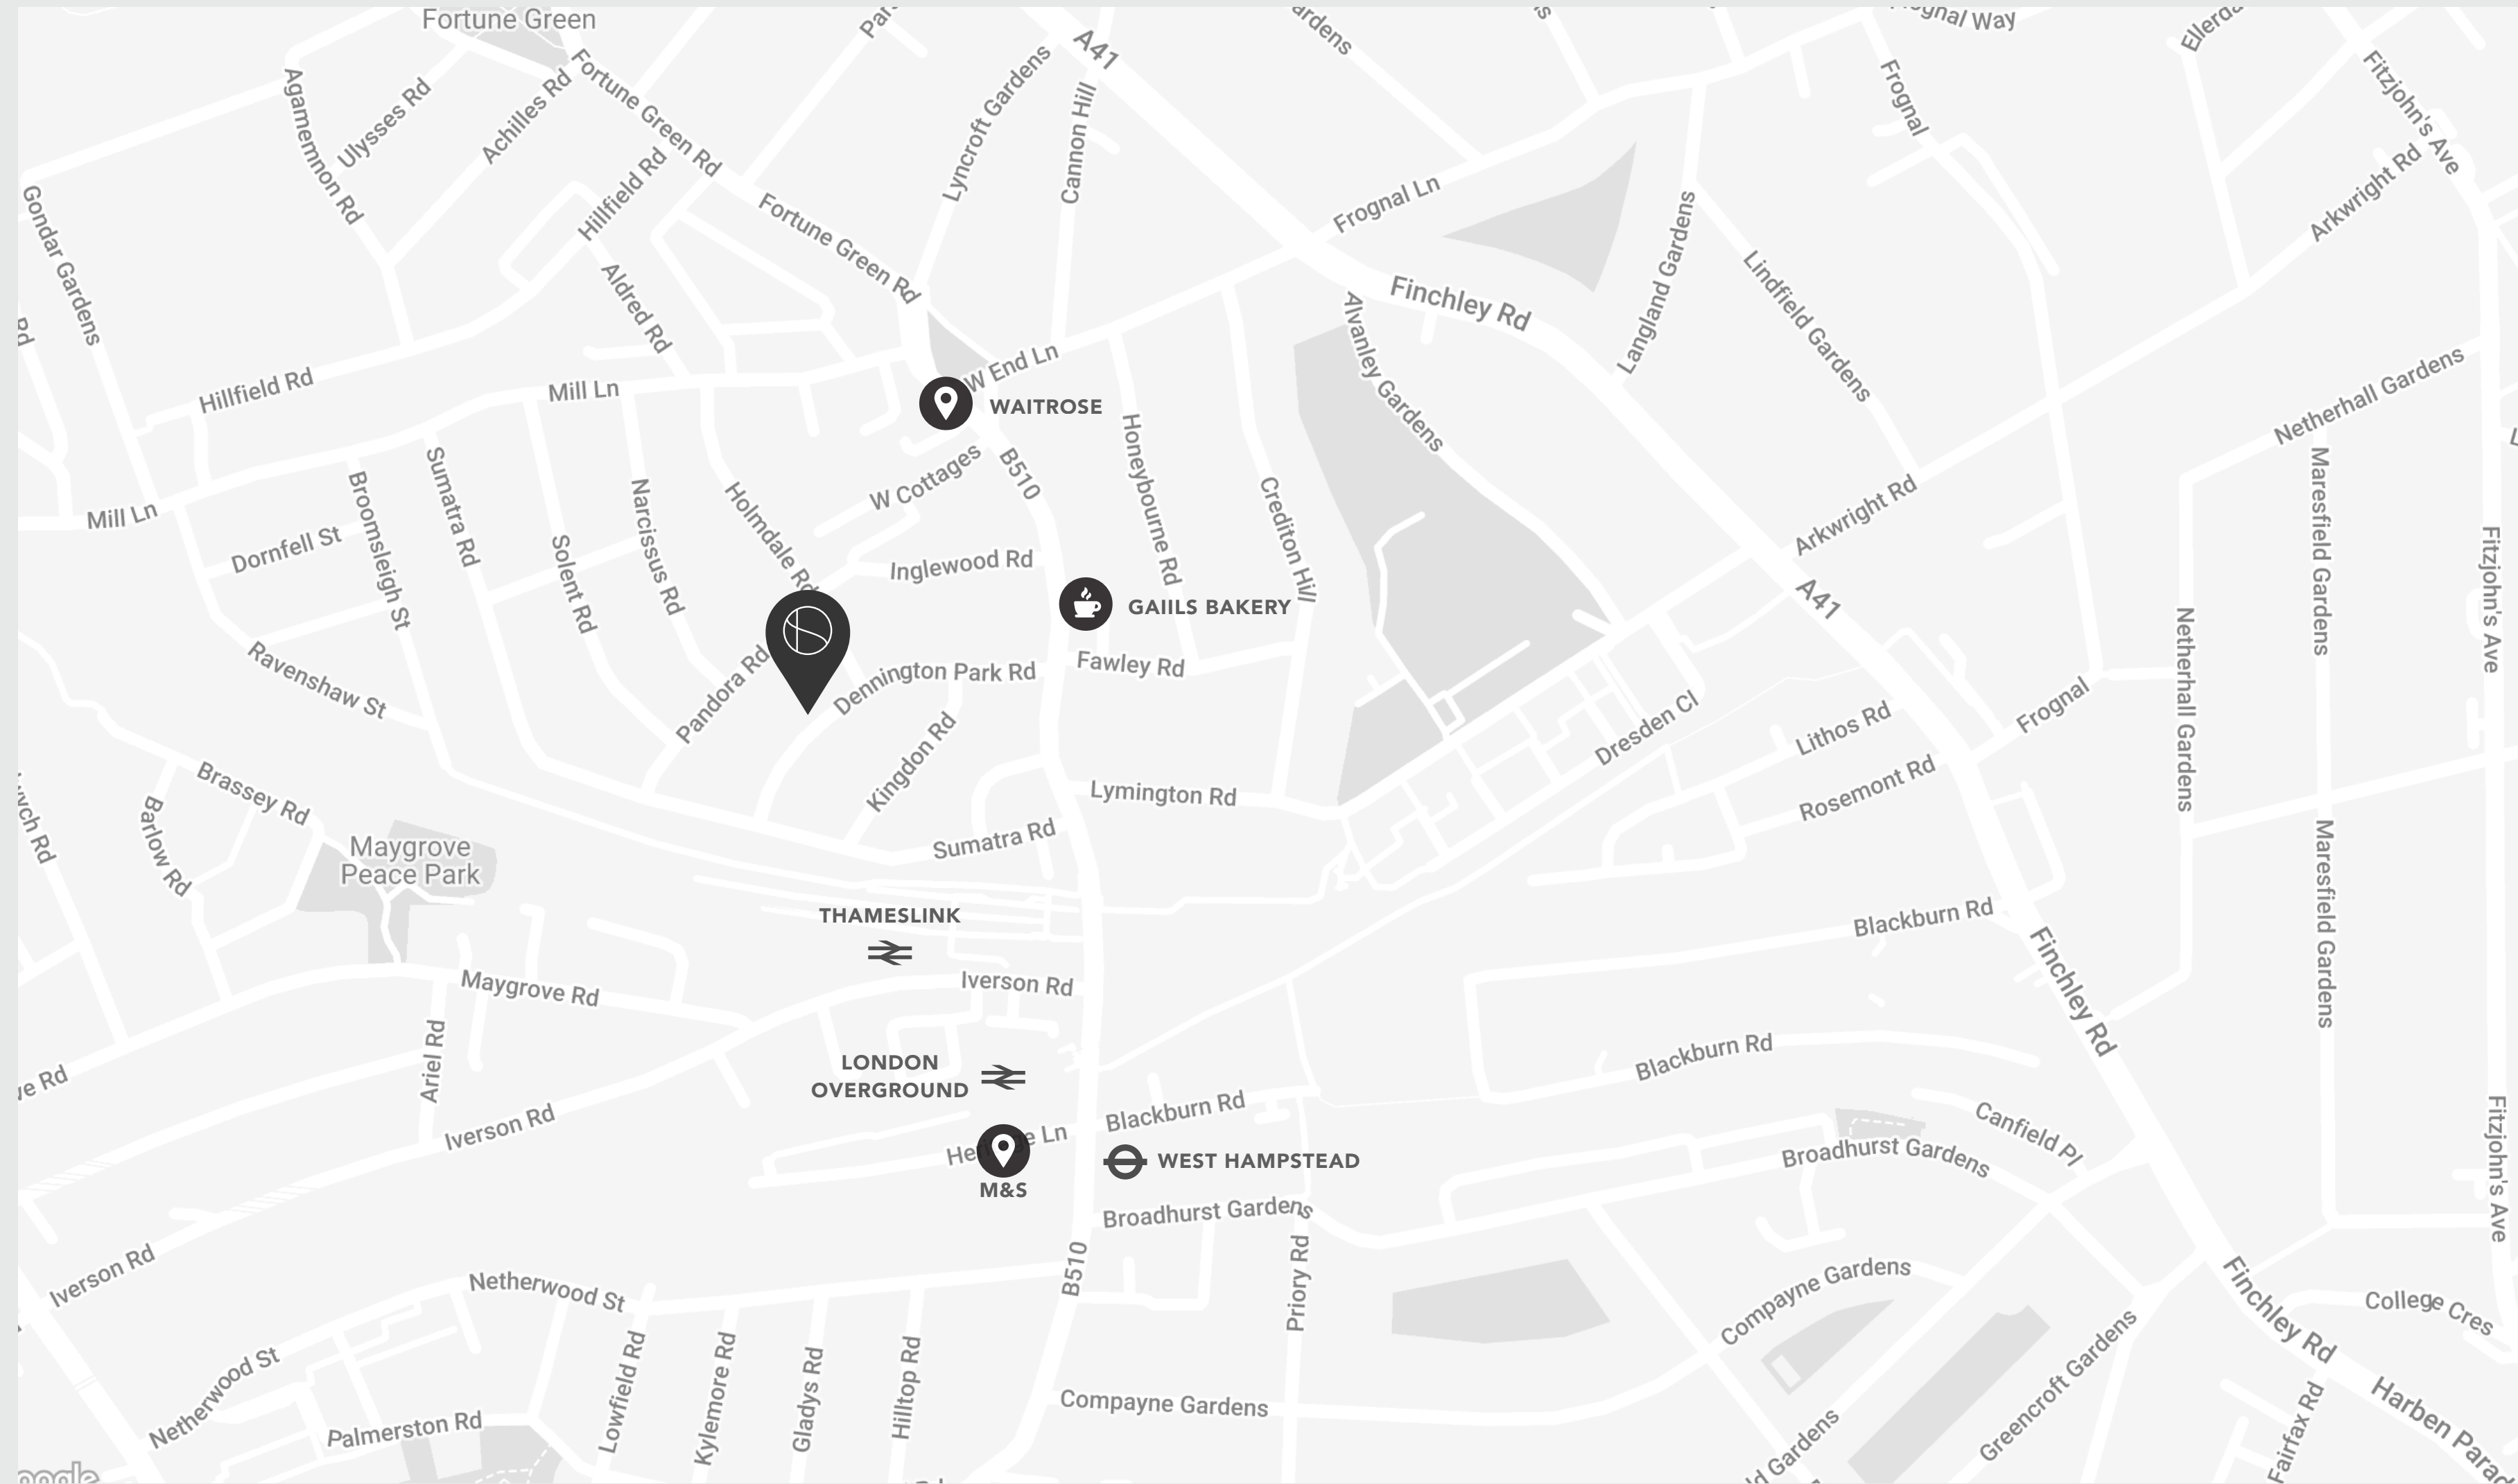 Fortune Green
Frognal Way
A41
Agamemnon Rd
Ulysses Rd
Achilles Rd
Fortune Green Rd
Lyncroft Gardens
Cannon Hill
Frognal
Fitzjohn's Ave
Gondar Gardens
Hillfield Rd
Fortune Green Rd
Frognal Ln
Arkwright Rd
Rd
Aldred Rd
Finchley Rd
Langland Gardens
Lindfield Gardens
Alvanley Gardens
Hillfield Rd
Mill Ln
W End Ln
WAITROSE
Netherhall Gardens
Mill Ln
Dornfell St
Broomsleigh St
Sumatra Rd
Solent Rd
Narcissus Rd
Holmdale Rd
W Cottages
B510
Honeybourne Rd
Crediton Hill
Arkwright Rd
Maresfield Gardens
Fitzjohn's Ave
Inglewood Rd
GAIILS BAKERY
A41
Ravenshaw St
Pandora Rd
Dennington Park Rd
Fawley Rd
Dresden Cl
Lithos Rd
Frognal
Netherhall Gardens
Brassey Rd
Kingdon Rd
Lymington Rd
Rosemont Rd
Barlow Rd
Maygrove
Peace Park
Sumatra Rd
Maresfield Gardens
THAMESLINK
Blackburn Rd
Maygrove Rd
Iverson Rd
Finchley Rd
Ariel Rd
LONDON
OVERGROUND
Blackburn Rd
Iverson Rd
Blackburn Rd
Canfield Pl
Ln
WEST HAMPSTEAD
Broadhurst Gardens
Fitzjohn's Ave
M&S
Broadhurst Gardens
Iverson Rd
Netherwood St
B510
Priory Rd
Compayne Gardens
Finchley Rd
College Cres
Netherwood St
Palmerston Rd
Lowfield Rd
Kylemore Rd
Gladys Rd
Hilltop Rd
Compayne Gardens
Greencroft Gardens
Gardens
Fairfax Rd
Harben